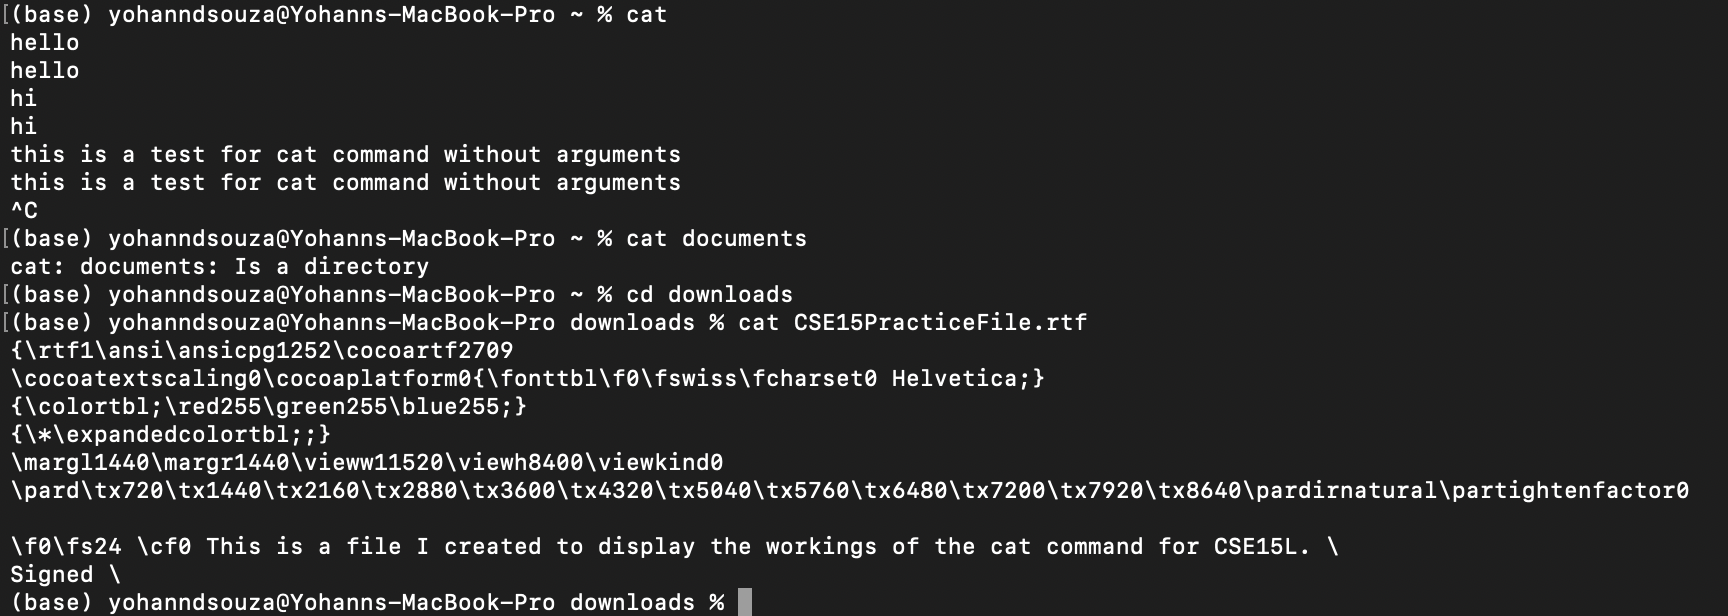 [(base) yohanndsouza@Yohanns-MacBook-Pro ~ % cat
hello
hello
hi
hi
this is a test for cat command without arguments
this is a test for cat command without arguments
^C
[(base) yohanndsouza@Yohanns-MacBook-Pro ~ % cat documents
cat: documents: Is a directory
[(base) yohanndsouza@Yohanns-MacBook-Pro ~ % cd downloads
[(base) yohanndsouza@Yohanns-MacBook-Pro downloads % cat CSE15PracticeFile.rtf
{\rtf1\ansi\ansicpg1252\cocoartf2709
\cocoatextscaling0\cocoaplatform0{\fonttbl\f0\fswiss\fcharset0 Helvetica;}
{\colortbl;\red255\green255\blue255;}
{\*\expandedcolortbl;;}
\margl1440\margr1440\vieww11520\viewh8400\viewkind0
\pard\tx720\tx1440\tx2160\tx2880\tx3600\tx4320\tx5040\tx5760\tx6480\tx7200\tx7920\tx8640\pardirnatural\partightenfactor0
\f0\fs24 \cf0 This is a file I created to display the workings of the cat command for CSE15L. \
Signed \
(base) yohanndsouza@Yohanns-MacBook-Pro downloads %